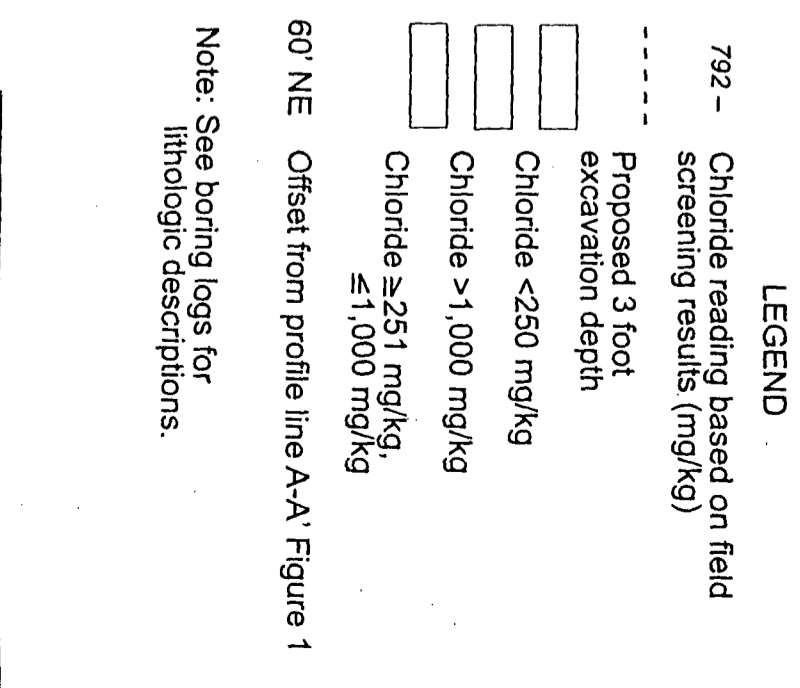 LEGEND
792 – Chloride reading based on field
screening results (mg/kg)
Proposed 3 foot
excavation depth
Chloride <250 mg/kg
Chloride >1,000 mg/kg
Chloride ≥251 mg/kg,
≤1,000 mg/kg
60' NE Offset from profile line A-A' Figure 1
Note: See boring logs for
lithologic descriptions.